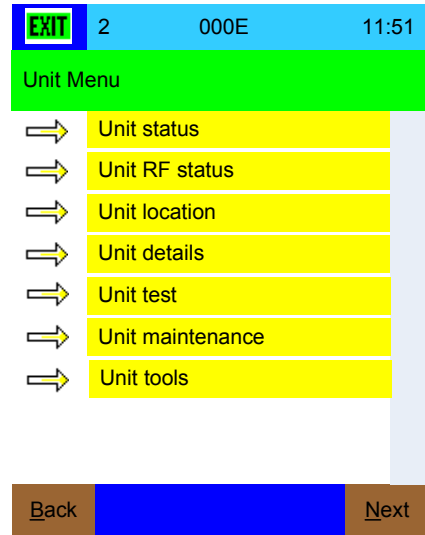 EXIT 2 000E 11:51
Unit Menu
Unit status
Unit RF status
Unit location
Unit details
Unit test
Unit maintenance
Unit tools
Back Next